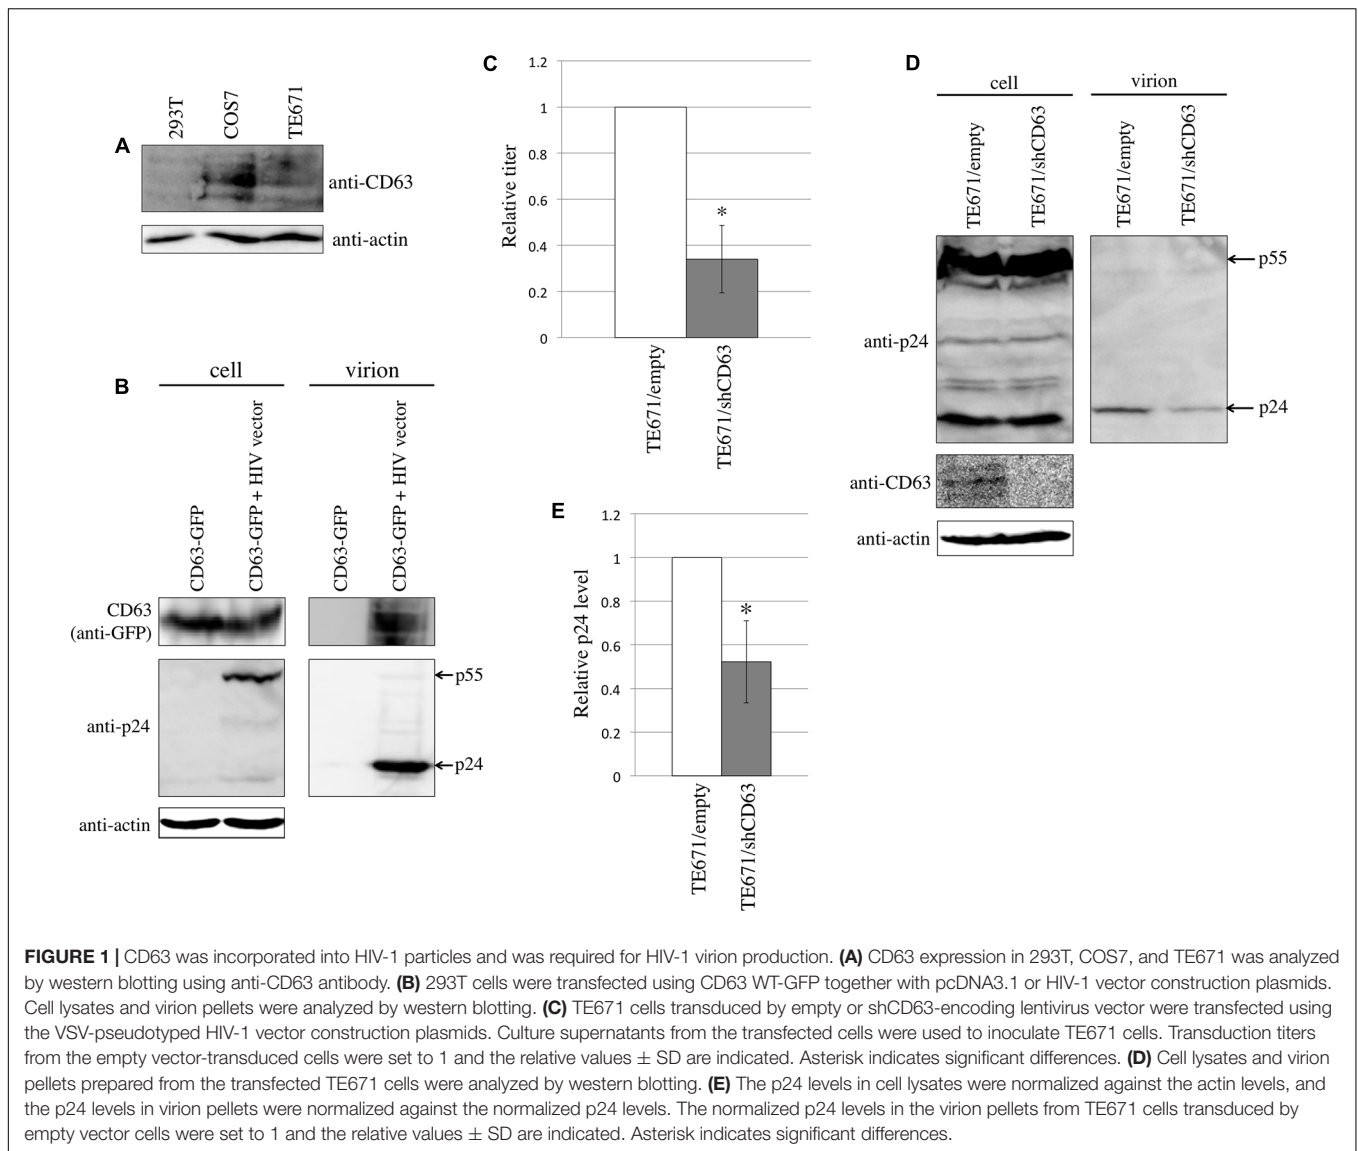 A
293T
COS7
TE671
anti-CD63
anti-actin
B
cell
virion
CD63-GFP
CD63-GFP + HIV vector
CD63-GFP
CD63-GFP + HIV vector
CD63
(anti-GFP)
anti-p24
p55
p24
anti-actin
C
Relative titer
1.2
1
0.8
0.6
0.4
0.2
0
*
TE671/empty
TE671/shCD63
D
cell
virion
TE671/empty
TE671/shCD63
TE671/empty
TE671/shCD63
anti-p24
p55
p24
anti-CD63
anti-actin
E
Relative p24 level
1.2
1
0.8
0.6
0.4
0.2
0
*
TE671/empty
TE671/shCD63
FIGURE 1 | CD63 was incorporated into HIV-1 particles and was required for HIV-1 virion production. (A) CD63 expression in 293T, COS7, and TE671 was analyzed
by western blotting using anti-CD63 antibody. (B) 293T cells were transfected using CD63 WT-GFP together with pcDNA3.1 or HIV-1 vector construction plasmids.
Cell lysates and virion pellets were analyzed by western blotting. (C) TE671 cells transduced by empty or shCD63-encoding lentivirus vector were transfected using
the VSV-pseudotyped HIV-1 vector construction plasmids. Culture supernatants from the transfected cells were used to inoculate TE671 cells. Transduction titers
from the empty vector-transduced cells were set to 1 and the relative values ± SD are indicated. Asterisk indicates significant differences. (D) Cell lysates and virion
pellets prepared from the transfected TE671 cells were analyzed by western blotting. (E) The p24 levels in cell lysates were normalized against the actin levels, and
the p24 levels in virion pellets were normalized against the normalized p24 levels. The normalized p24 levels in the virion pellets from TE671 cells transduced by
empty vector cells were set to 1 and the relative values ± SD are indicated. Asterisk indicates significant differences.